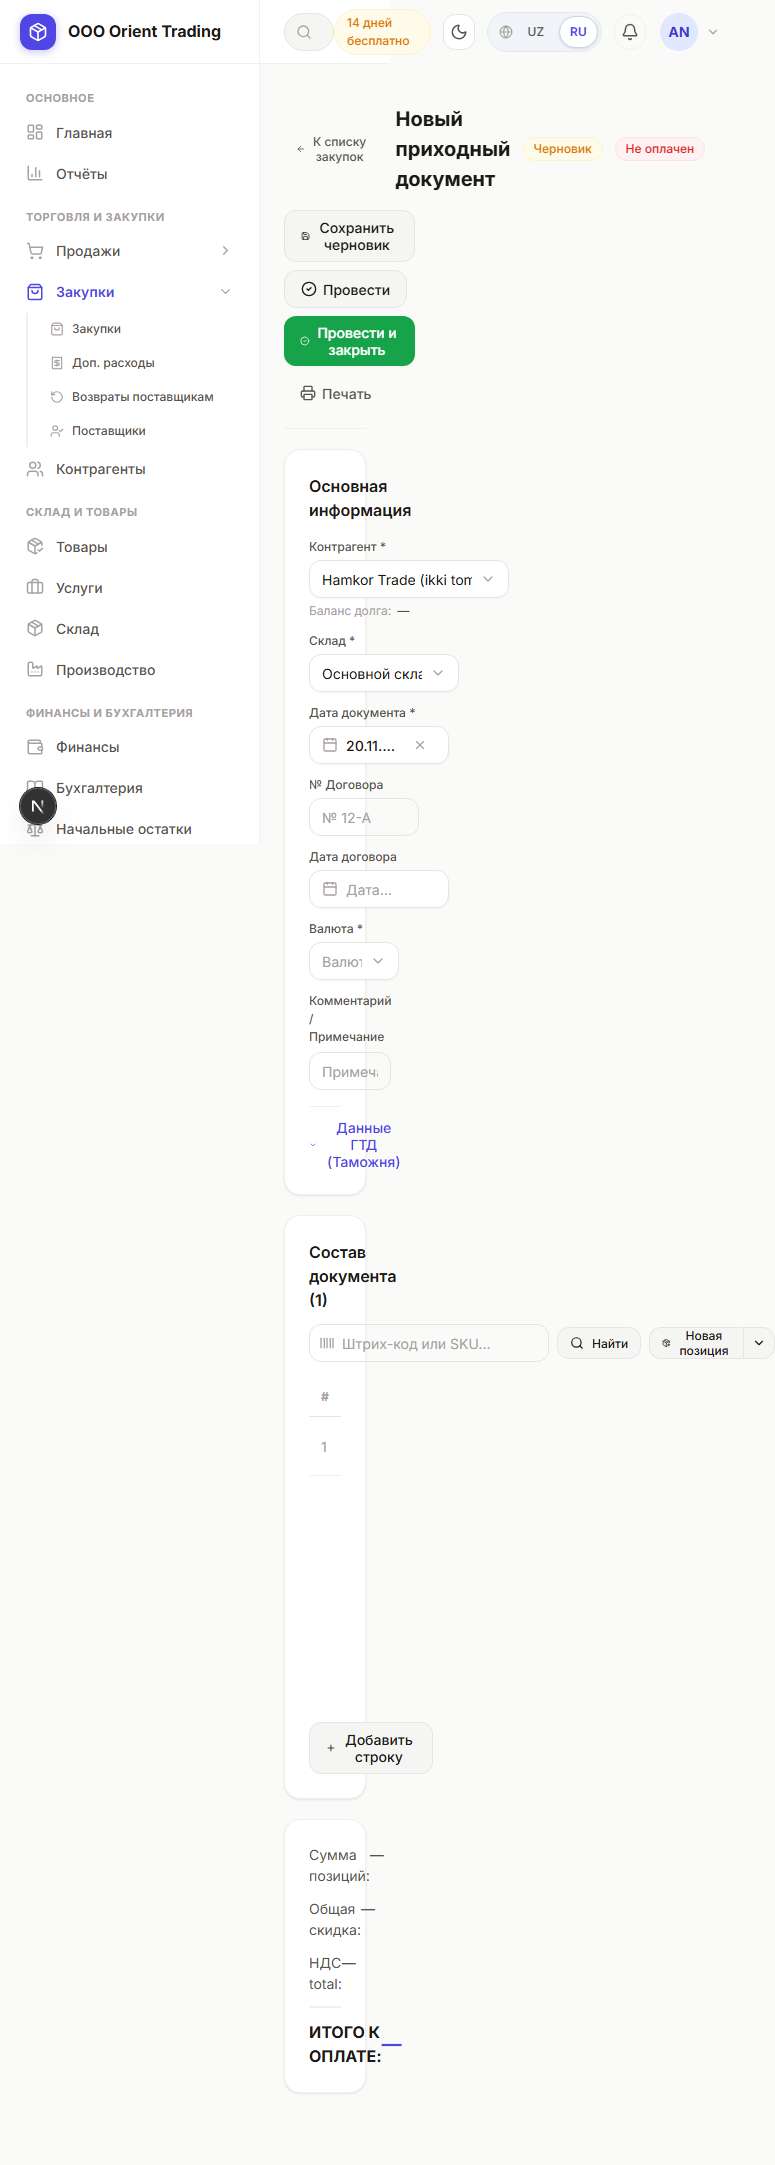 OOO Orient Trading
14 дней
бесплатно
UZ
RU
AN
ОСНОВНОЕ
Главная
Отчёты
ТОРГОВЛЯ И ЗАКУПКИ
Продажи
Закупки
Закупки
Доп. расходы
Возвраты поставщикам
Поставщики
Контрагенты
СКЛАД И ТОВАРЫ
Товары
Услуги
Склад
Производство
ФИНАНСЫ И БУХГАЛТЕРИЯ
Финансы
Бухгалтерия
N
Начальные остатки
К списку
закупок
Новый
приходный
документ
Черновик
Не оплачен
Сохранить
черновик
Провести
Провести и
закрыть
Печать
Основная
информация
Контрагент *
Hamkor Trade (ikki tom
Баланс долга: —
Склад *
Основной скла
Дата документа *
20.11....
№ Договора
№ 12-А
Дата договора
Дата...
Валюта *
Валют
Комментарий
/
Примечание
Примеча
Данные
ГТД
(Таможня)
Состав
документа
(1)
Штрих-код или SKU...
Найти
Новая
позиция
#
1
Добавить
строку
Сумма —
позиций:
Общая —
скидка:
НДС—
total:
ИТОГО К
ОПЛАТЕ: —